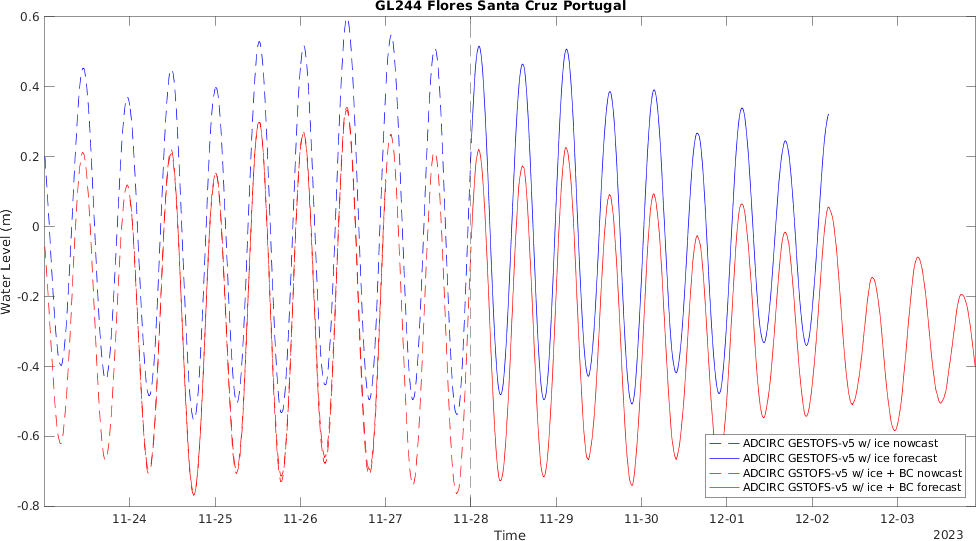 GL244 Flores Santa Cruz Portugal
0.6
0.4
0.2
0
-0.2
-0.4
-0.6
-0.8
Water Level (m)
ADCIRC GESTOFS-v5 w/ ice nowcast
ADCIRC GESTOFS-v5 w/ ice forecast
ADCIRC GSTOFS-v5 w/ ice + BC nowcast
ADCIRC GSTOFS-v5 w/ ice + BC forecast
11-24 11-25 11-26 11-27 11-28 11-29 11-30 12-01 12-02 12-03
Time
2023